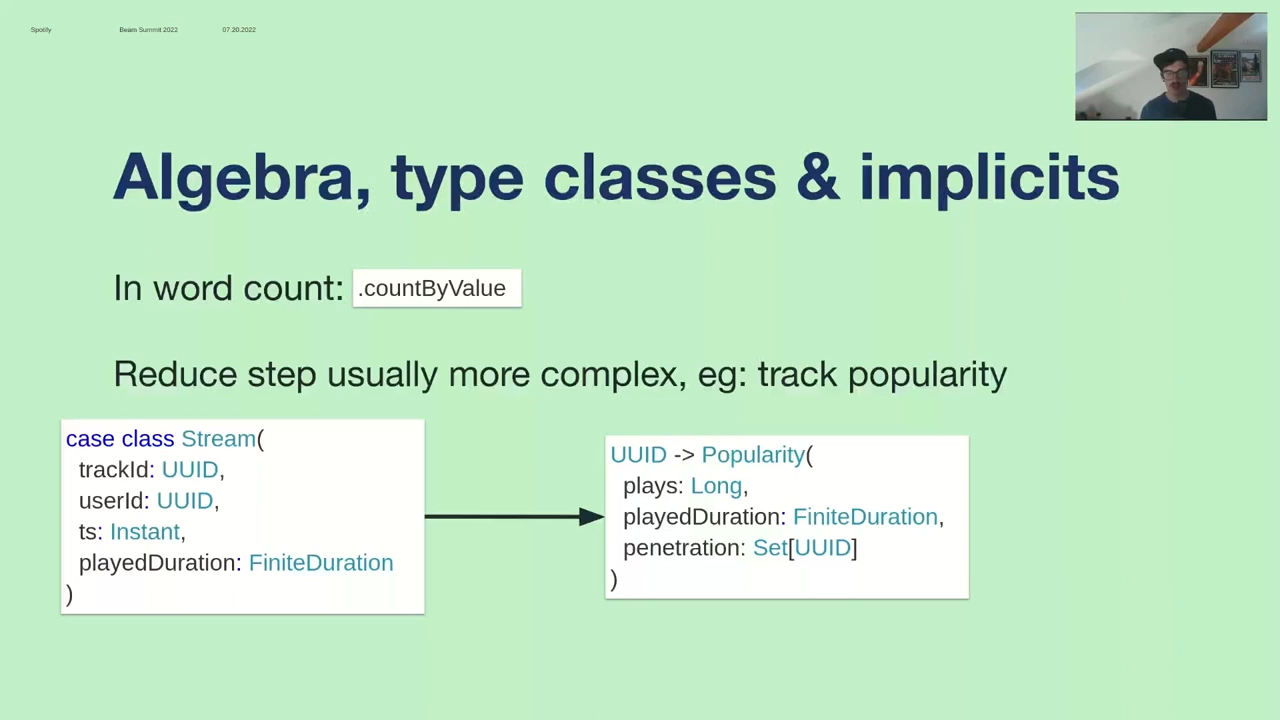 Spotify Beam Summit 2022 07.20.2022
Algebra, type classes & implicits
In word count: .countByValue
Reduce step usually more complex, eg: track popularity
case class Stream(
trackId: UUID,
userId: UUID,
ts: Instant,
playedDuration: FiniteDuration
)
UUID -> Popularity(
plays: Long,
playedDuration: FiniteDuration,
penetration: Set[UUID]
)